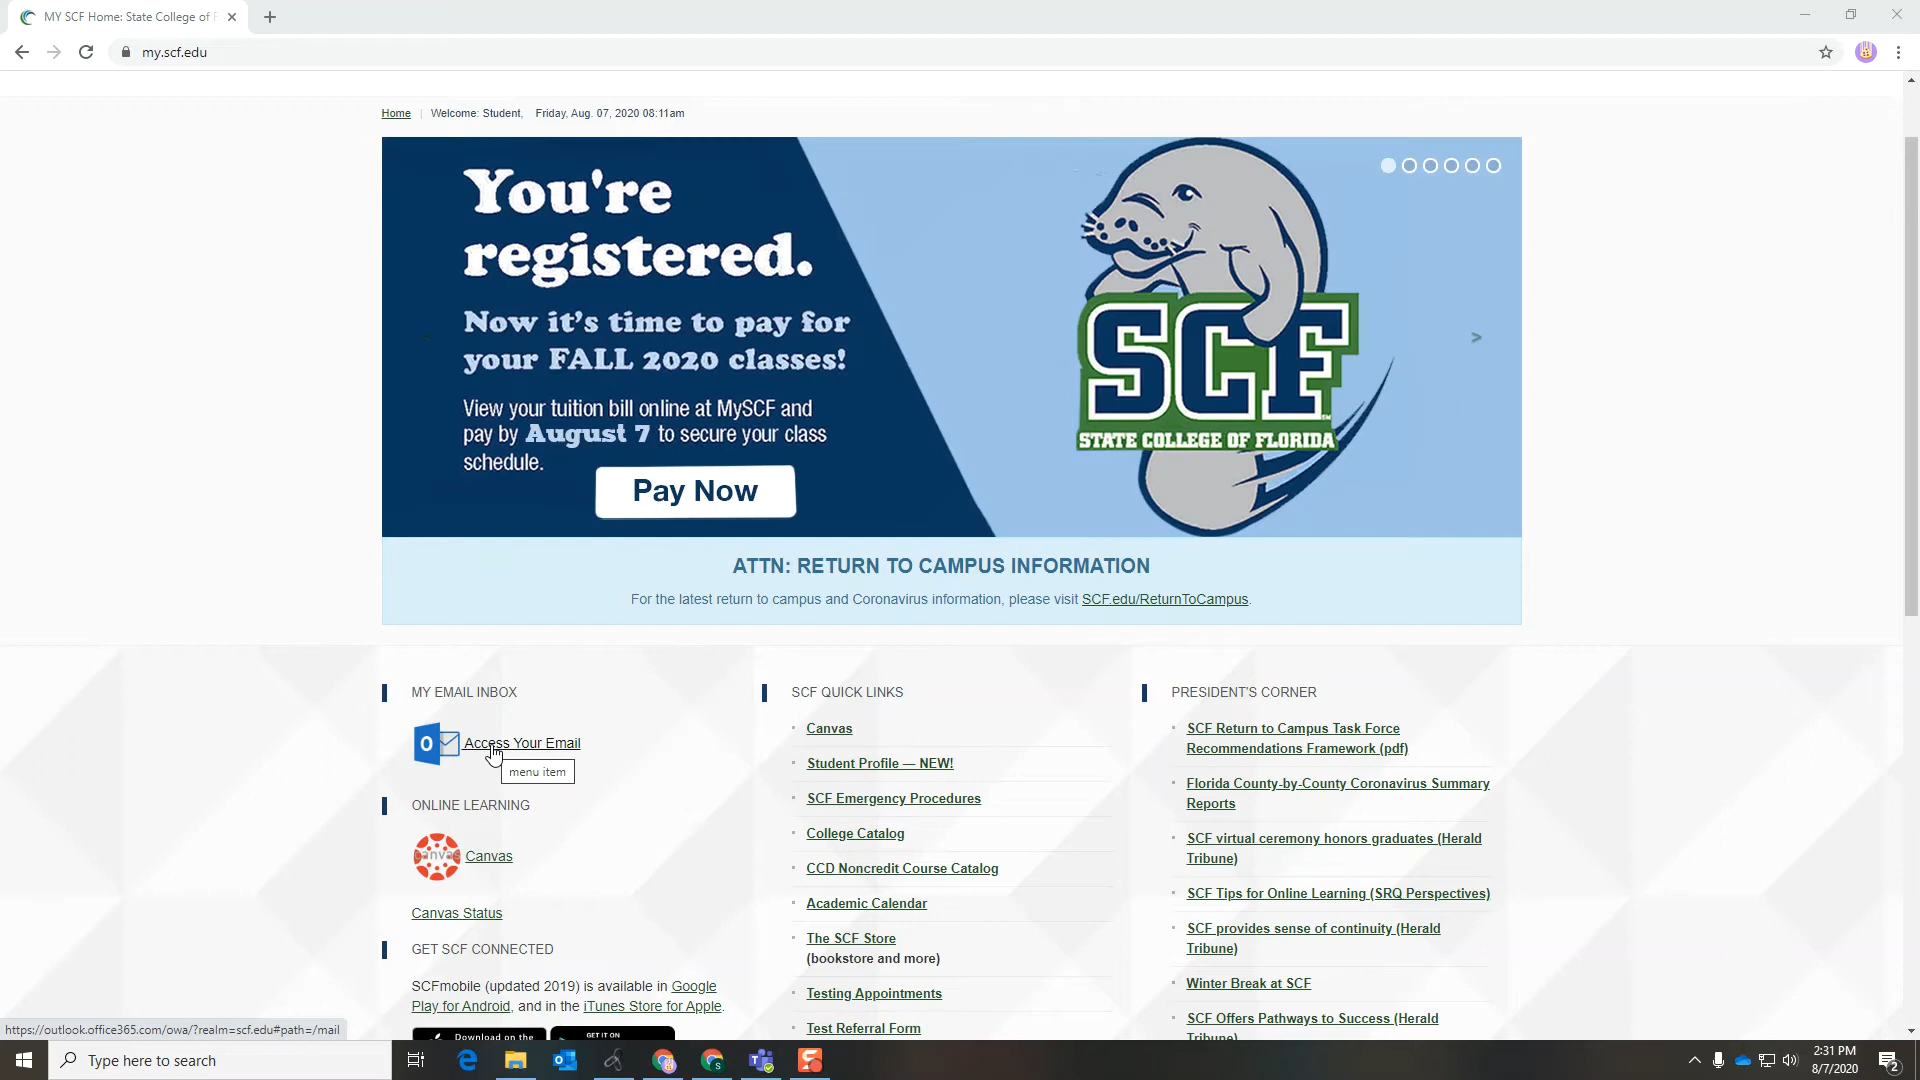 MY SCF Home: State College of F
my.scf.edu
Home | Welcome: Student, Friday, Aug. 07, 2020 08:11am
You're
registered.
Now it's time to pay for
your FALL 2020 classes!
View your tuition bill online at MySCF and
pay by August 7 to secure your class
schedule.
Pay Now
SCF
STATE COLLEGE OF FLORIDA
>
ATTN: RETURN TO CAMPUS INFORMATION
For the latest return to campus and Coronavirus information, please visit SCF.edu/ReturnToCampus.
MY EMAIL INBOX
Access Your Email
menu item
ONLINE LEARNING
canvas
Canvas
Canvas Status
GET SCF CONNECTED
SCFmobile (updated 2019) is available in Google
Play for Android, and in the iTunes Store for Apple.
Download on the
GET IT ON
SCF QUICK LINKS
Canvas
Student Profile — NEW!
SCF Emergency Procedures
College Catalog
CCD Noncredit Course Catalog
Academic Calendar
The SCF Store
(bookstore and more)
Testing Appointments
Test Referral Form
PRESIDENT'S CORNER
SCF Return to Campus Task Force
Recommendations Framework (pdf)
Florida County-by-County Coronavirus Summary
Reports
SCF virtual ceremony honors graduates (Herald
Tribune)
SCF Tips for Online Learning (SRQ Perspectives)
SCF provides sense of continuity (Herald
Tribune)
Winter Break at SCF
SCF Offers Pathways to Success (Herald
Tribune)
https://outlook.office365.com/owa/?realm=scf.edu#path=/mail
Type here to search
2:31 PM
8/7/2020
2